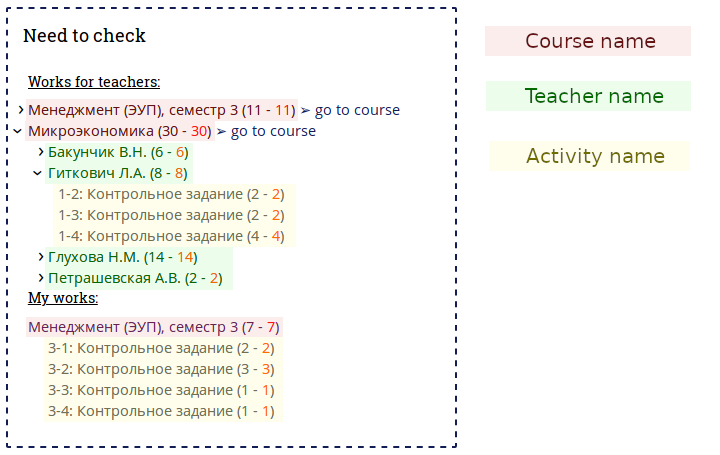 Need to check
Works for teachers:
Менеджмент (ЭУП), семестр 3 (11 - 11) ➢ go to course
Микроэкономика (30 - 30) ➢ go to course
Бакунчик В.Н. (6 - 6)
Гиткович Л.А. (8 - 8)
1-2: Контрольное задание (2 - 2)
1-3: Контрольное задание (2 - 2)
1-4: Контрольное задание (4 - 4)
Глухова Н.М. (14 - 14)
Петрашевская А.В. (2 - 2)
My works:
Менеджмент (ЭУП), семестр 3 (7 - 7)
3-1: Контрольное задание (2 - 2)
3-2: Контрольное задание (3 - 3)
3-3: Контрольное задание (1 - 1)
3-4: Контрольное задание (1 - 1)
Course name
Teacher name
Activity name